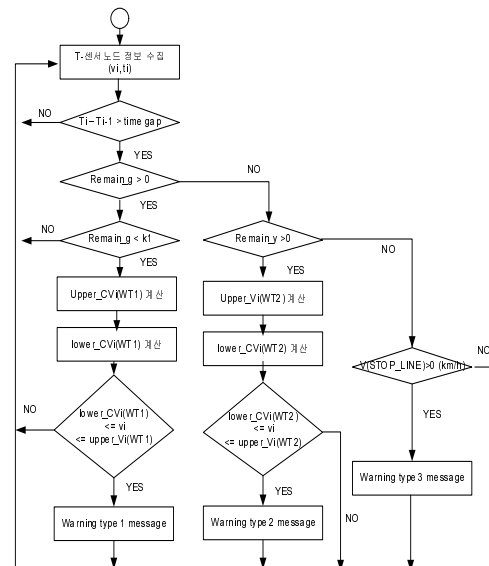 T-센서 노드 정보 수집
(vi,ti)
Ti-Ti-1 > time gap
NO
YES
Remain_g > 0
NO
YES
Remain_g < k1
NO
YES
Remain_y >0
NO
YES
Upper_CVi(WT1) 계산
Upper_Vi(WT2) 계산
lower_CVi(WT1) 계산
lower_CVi(WT2) 계산
V(STOP_LINE)>0 (km/h)
NO
YES
lower_CVi(WT1)
<= vi
<= upper_Vi(WT1)
NO
YES
lower_CVi(WT2)
<= vi
<= upper_Vi(WT2)
YES
NO
Warning type 1 message
Warning type 2 message
Warning type 3 message